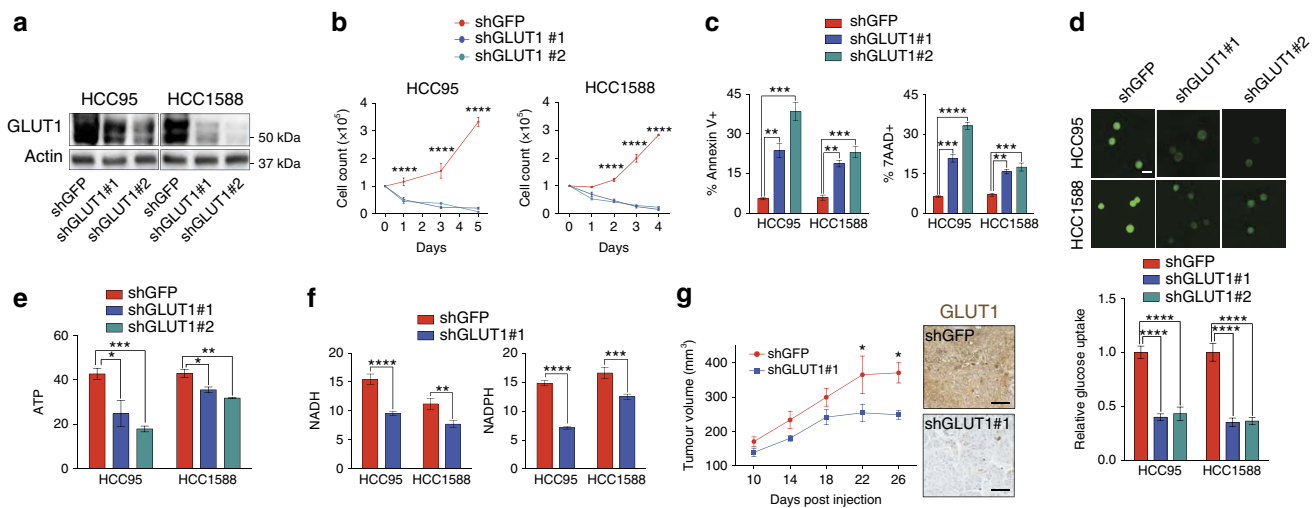 a
HCC95 HCC1588
GLUT1
50 kDa
Actin
37 kDa
shGFP
shGLUT1#1
shGLUT1#2
shGFP
shGLUT1#1
shGLUT1#2
b
shGFP
shGLUT1 #1
shGLUT1 #2
HCC95
Cell count (×10⁵)
4
3
2
1
0
**** **** ****
0 1 2 3 4 5
Days
HCC1588
Cell count (×10⁵)
4
3
2
1
0
**** **** ****
0 1 2 3 4
Days
c
shGFP
shGLUT1#1
shGLUT1#2
% Annexin V+
45
30
15
0
***
**
***
**
HCC95 HCC1588
% 7AAD+
45
30
15
0
****
***
***
**
HCC95 HCC1588
d
shGFP
shGLUT1#1
shGLUT1#2
HCC95
HCC1588
shGFP
shGLUT1#1
shGLUT1#2
Relative glucose uptake
1.5
1.0
0.5
0.0
****
****
****
****
HCC95 HCC1588
e
shGFP
shGLUT1#1
shGLUT1#2
ATP
60
40
20
0
***
*
**
*
HCC95 HCC1588
f
shGFP
shGLUT1#1
NADH
20
15
10
5
0
****
**
HCC95 HCC1588
NADPH
20
15
10
5
0
****
***
HCC95 HCC1588
g
shGFP
shGLUT1#1
Tumour volume (mm³)
400
300
200
100
* *
10 14 18 22 26
Days post injection
GLUT1
shGFP
shGLUT1#1